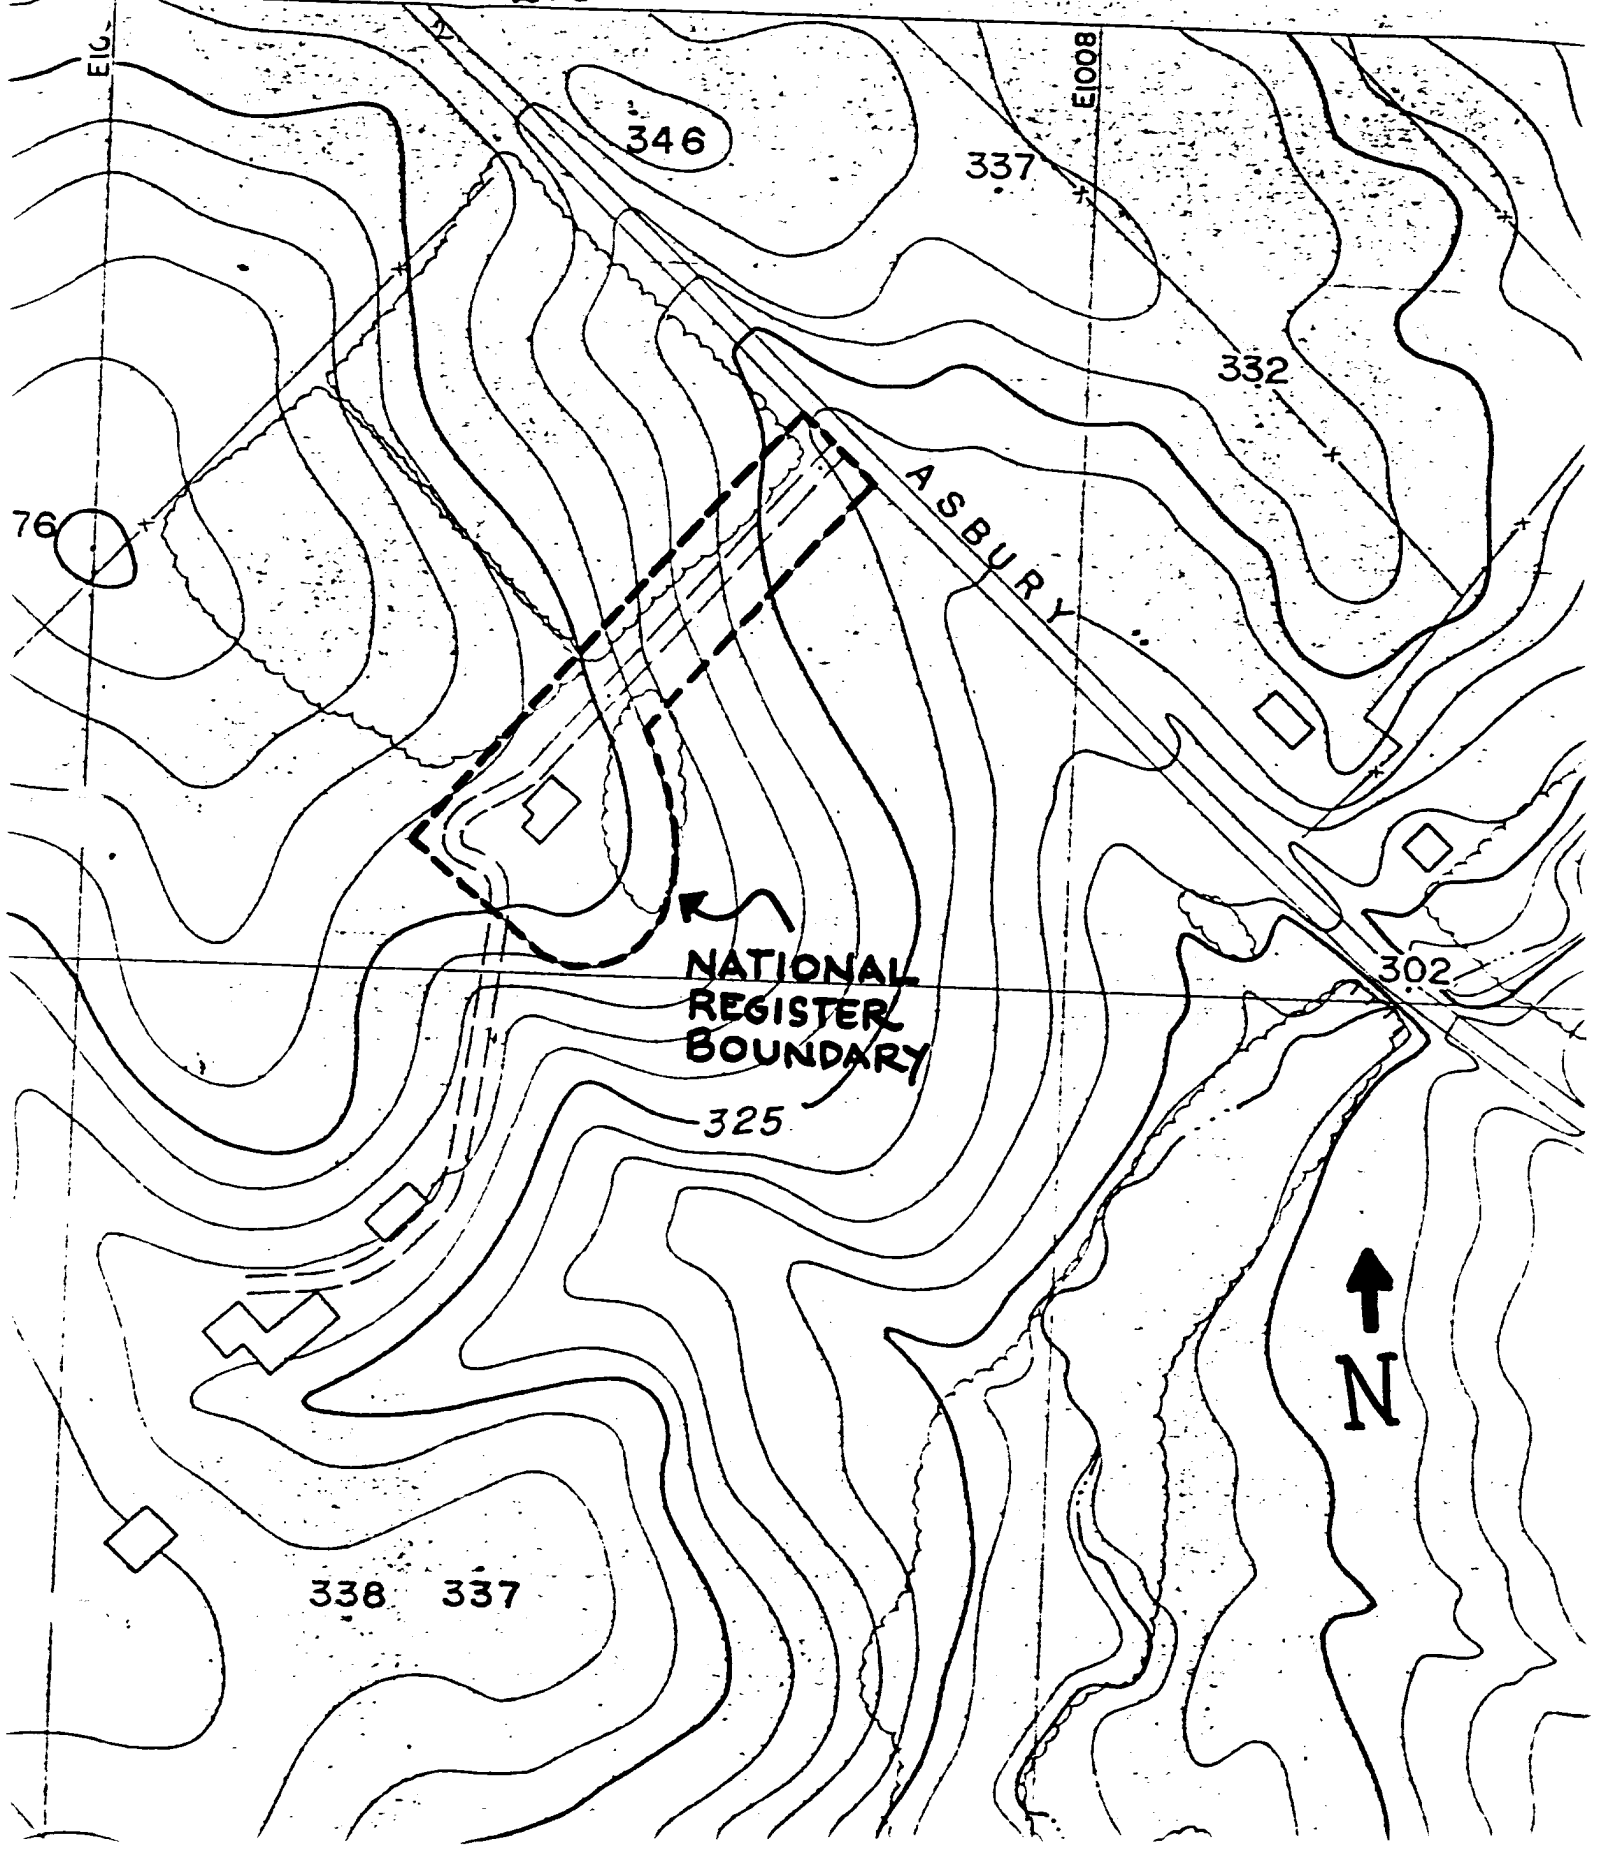 E1008
346
337
332
76
ASBURY
302
NATIONAL
REGISTER
BOUNDARY
325
N
338 337